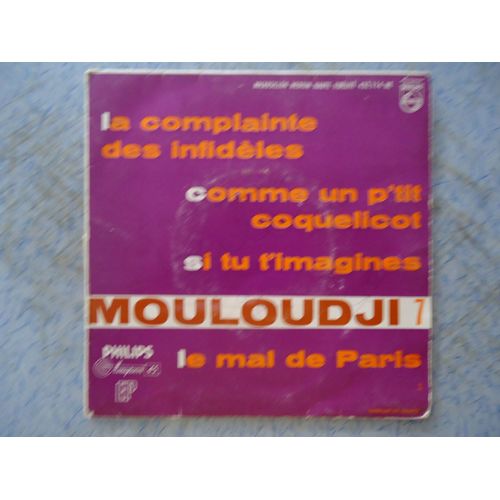 la complainte
des infidèles
comme un p'tit
coquelicot
si tu t'imagines
MOULOUDJI 7
PHILIPS
le mal de Paris
EP